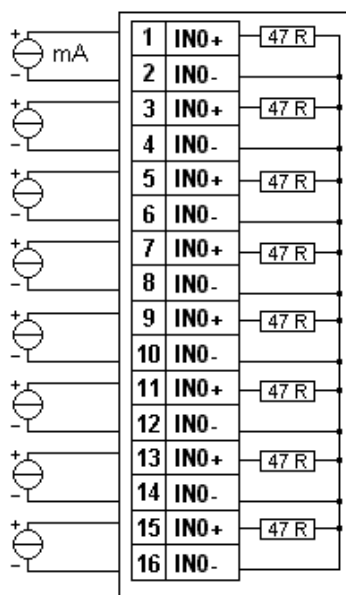 mA 1 IN0+ 47 R
2 IN0-
3 IN0+ 47 R
4 IN0-
5 IN0+ 47 R
6 IN0-
7 IN0+ 47 R
8 IN0-
9 IN0+ 47 R
10 IN0-
11 IN0+ 47 R
12 IN0-
13 IN0+ 47 R
14 IN0-
15 IN0+ 47 R
16 IN0-